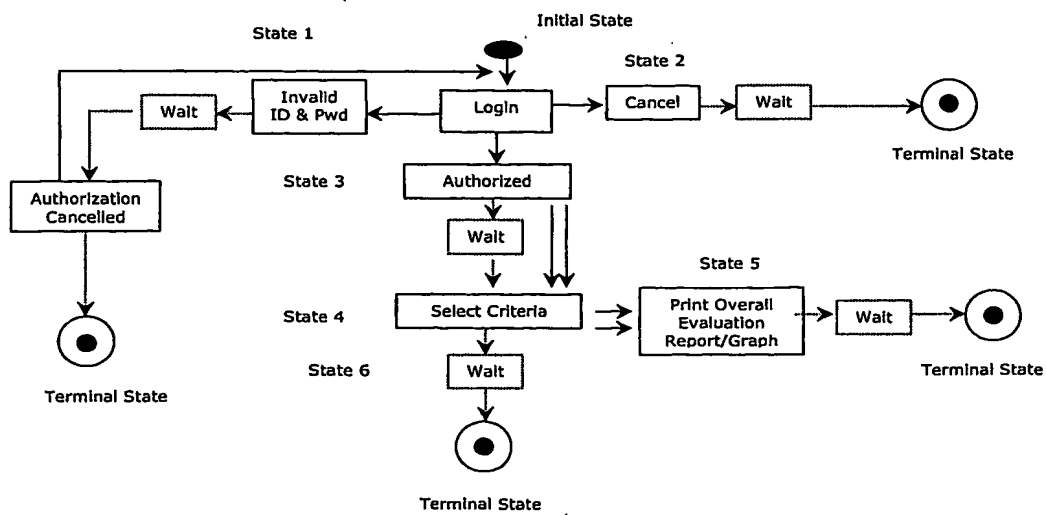 Initial State
State 1
State 2
Invalid
ID & Pwd
Wait
Login
Cancel
Wait
Terminal State
State 3
Authorized
Authorization
Cancelled
Wait
State 5
State 4
Select Criteria
Print Overall
Evaluation
Report/Graph
Wait
State 6
Wait
Terminal State
Terminal State
Terminal State